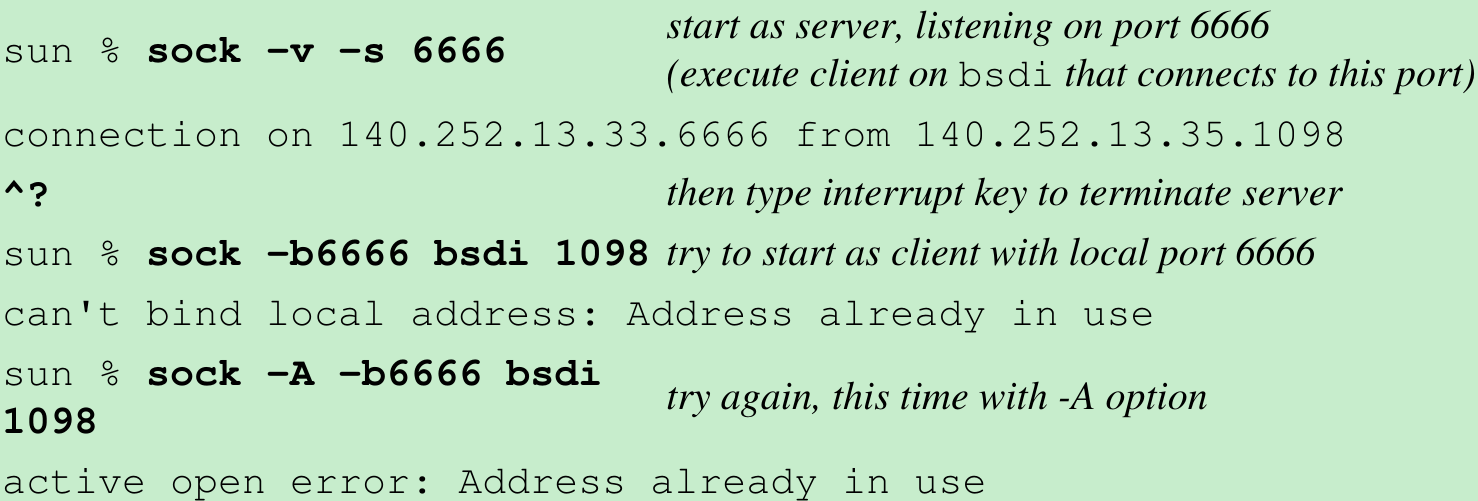 start as server, listening on port 6666
sun % sock -v -s 6666
(execute client on bsdi that connects to this port)
connection on 140.252.13.33.6666 from 140.252.13.35.1098
^? then type interrupt key to terminate server
sun % sock -b6666 bsdi 1098 try to start as client with local port 6666
can't bind local address: Address already in use
sun % sock -A -b6666 bsdi
try again, this time with -A option
1098
active open error: Address already in use